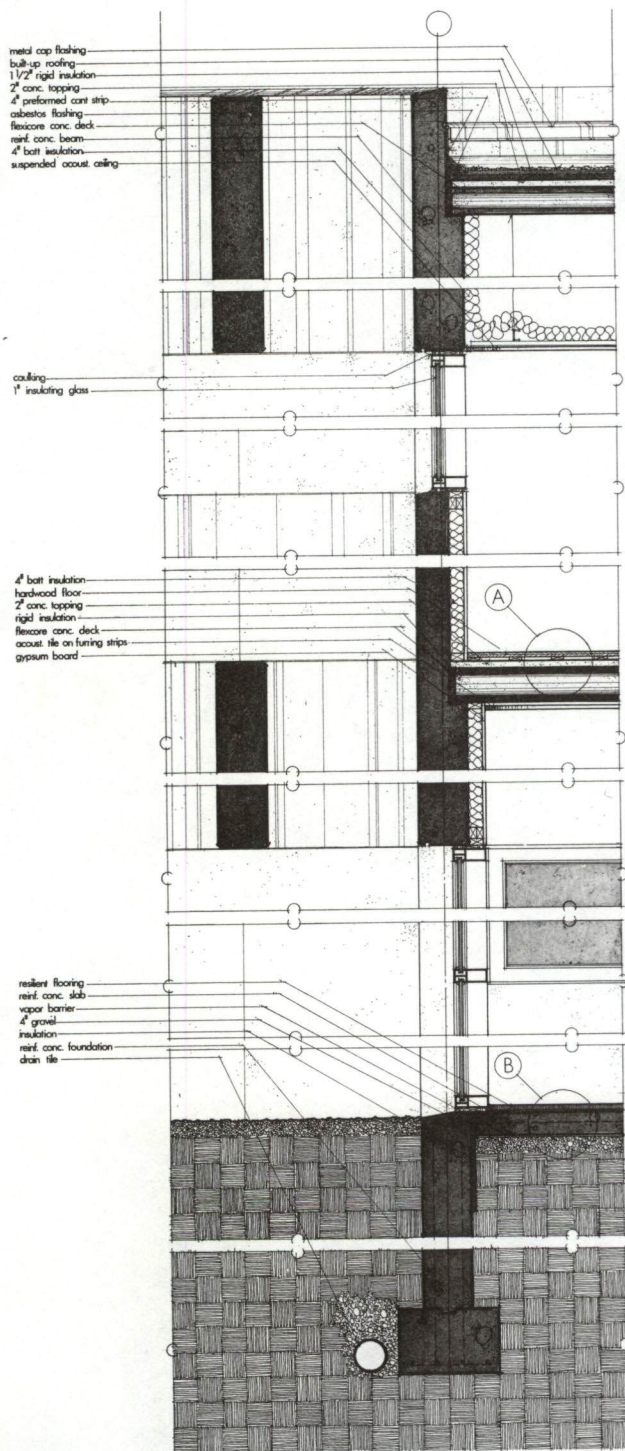 metal cap flashing
built-up roofing
1 1/2" rigid insulation
2" conc. topping
4" preformed cant strip
asbestos flashing
flexicore conc. deck
reinf. conc. beam
4" batt insulation
suspended acoust. ceiling
caulking
1" insulating glass
4" batt insulation
hardwood floor
2" conc. topping
rigid insulation
flexcore conc. deck
acoust. tile on furring strips
gypsum board
A
resilient flooring
reinf. conc. slab
vapor barrier
4" gravel
insulation
reinf. conc. foundation
drain tile
B